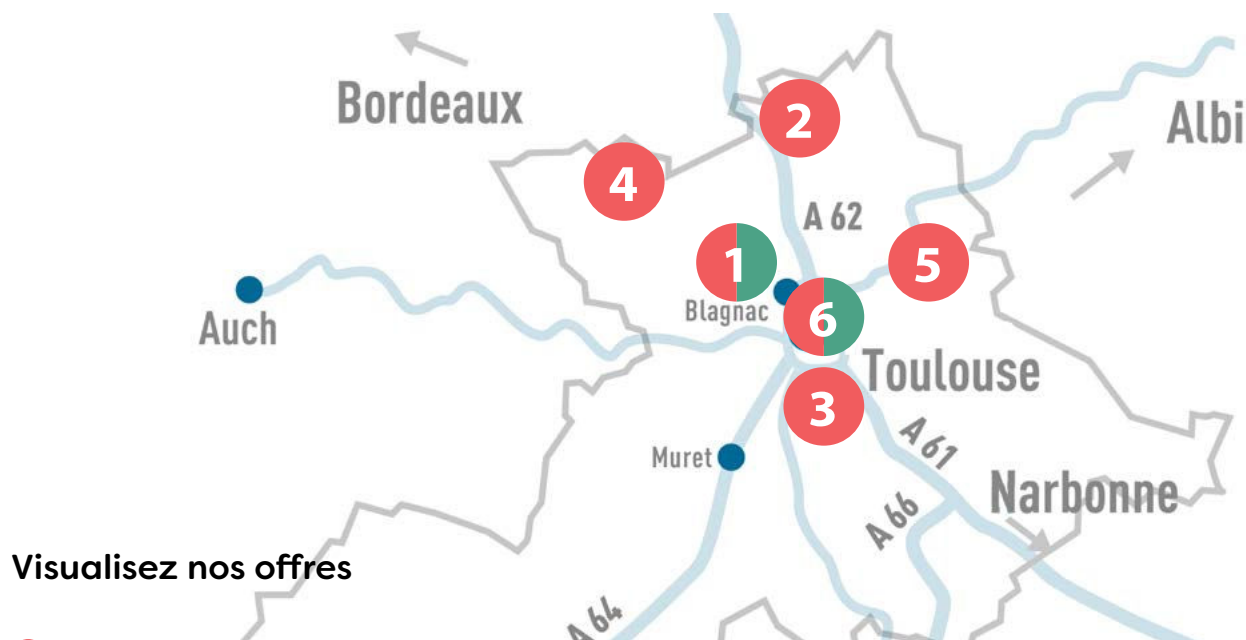 Bordeaux
Albi
2
4
A 62
1
5
Blagnac
6
Auch
Toulouse
3
A 61
Muret
Narbonne
A 66
Visualisez nos offres
A 64